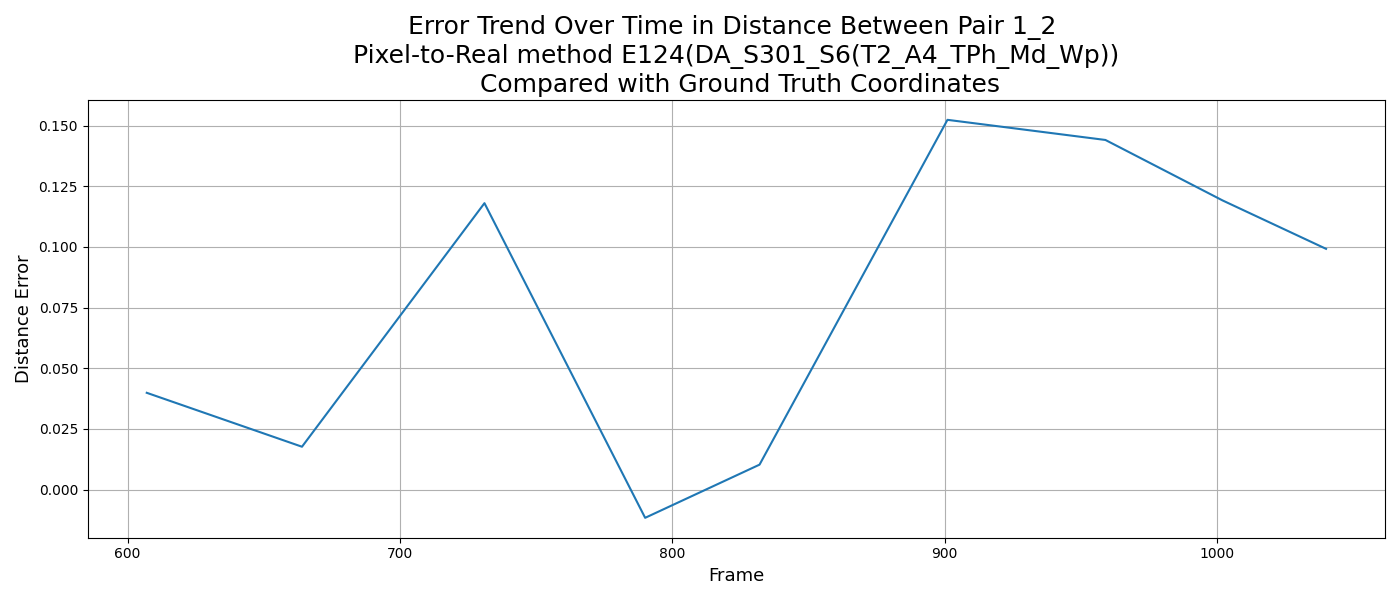 Error Trend Over Time in Distance Between Pair 1_2
Pixel-to-Real method E124(DA_S301_S6(T2_A4_TPh_Md_Wp))
Compared with Ground Truth Coordinates
0.150
0.125
0.100
0.075
0.050
0.025
0.000
Distance Error
600 700 800 900 1000
Frame